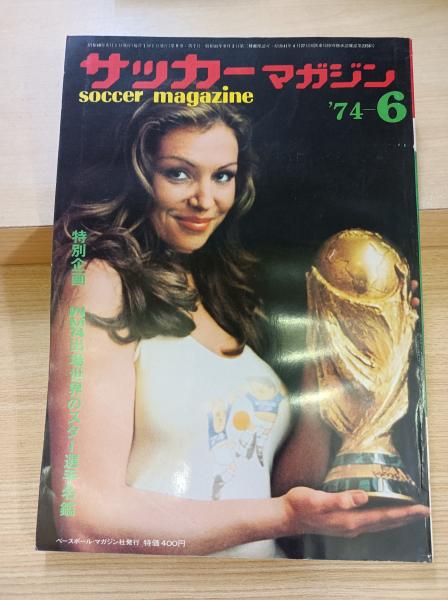 サッカーマガジン
soccer magazine
'74-6
特別企画
出場世界のスター選手名鑑
ベースボール・マガジン社発行 特価400円